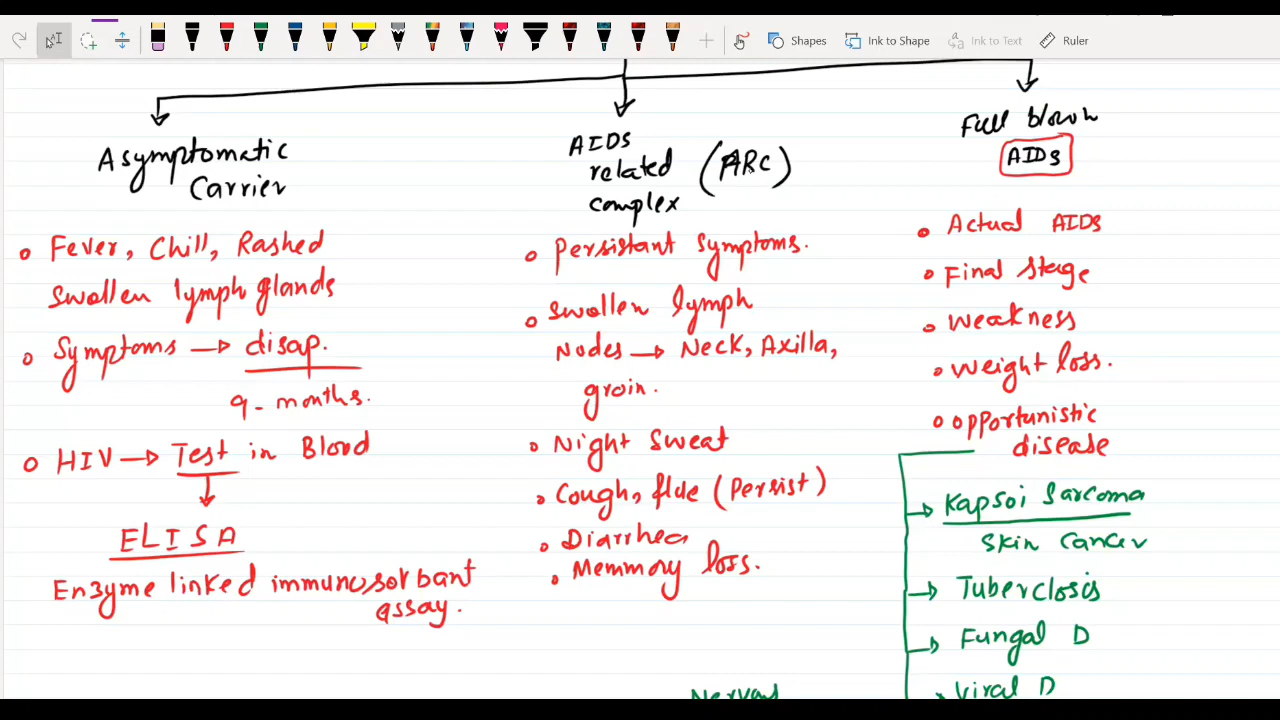 Shapes
Ink to Shape
Ink to Text
Ruler
Asymptomatic
Carrier
Fever, Chill, Rashed
Swollen lymph glands
Symptoms → disap.
9-months.
HIV → Test in Blood
ELISA
Enzyme linked immunosorbant
assay.
AIDS
related (ARC)
complex
Persistant Symptoms.
Swollen lymph
Nodes → Neck, Axilla,
groin.
Night Sweat
Cough, flue (Persist)
Diarrhea
Memmory loss.
Full blown
AIDS
Actual AIDS
Final stage
Weakness
Weight loss.
opportunistic
disease
Kapsoi Sarcoma
Skin Cancer
Tuberclosis
Fungal D
Viral D